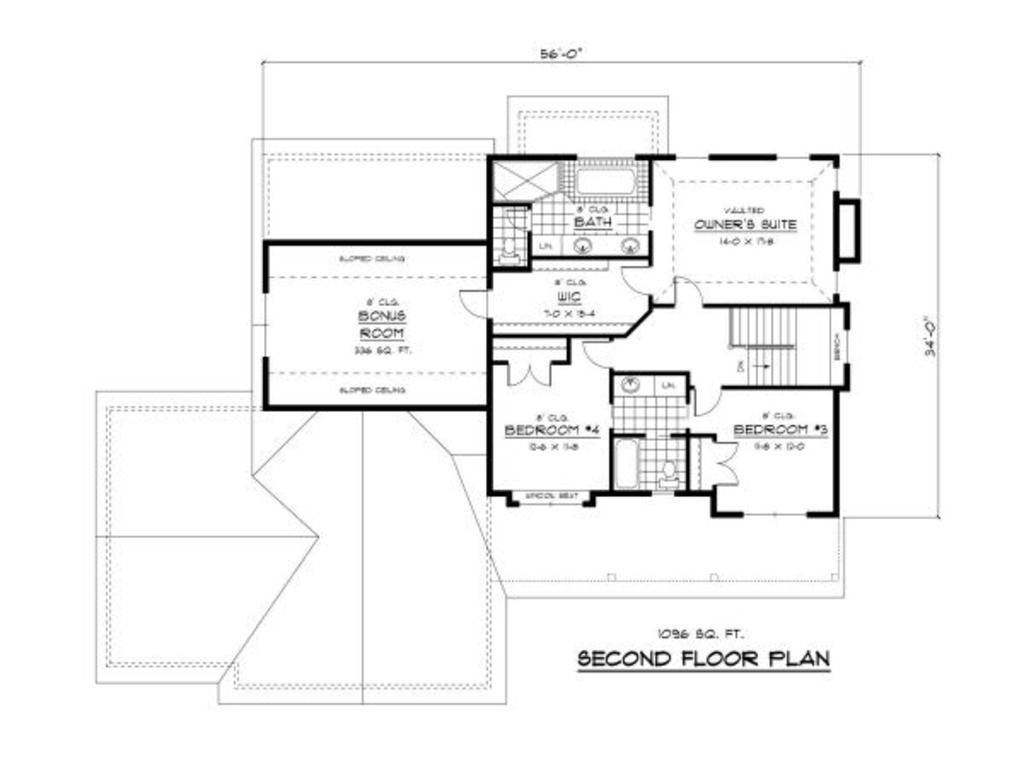 56'-0"
8' CLG.
BATH
LIN.
VAULTED
OWNER'S SUITE
14-0 X 17-8
SLOPED CEILING
8' CLG.
BONUS
ROOM
336 SQ. FT.
SLOPED CEILING
8' CLG.
WIC
7-0 X 13-4
DN.
BENCH
34'-0"
LIN.
8' CLG.
BEDROOM #4
12-6 X 11-8
WINDOW SEAT
8' CLG.
BEDROOM #3
11-8 X 12-0
1096 SQ. FT.
SECOND FLOOR PLAN